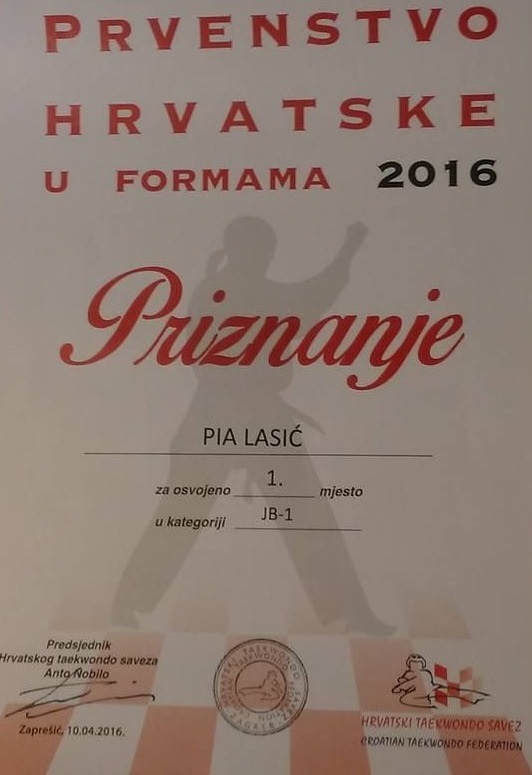 PRVENSTVO
HRVATSKE
U FORMAMA 2016
Priznanje
PIA LASIĆ
za osvojeno 1. mjesto
u kategoriji JB-1
Predsjednik
Hrvatskog taekwondo saveza
Anto Nobilo
Zaprešić, 10.04.2016.
HRVATSKI TAEKWONDO SAVEZ
CROATIAN TAEKWONDO FEDERATION